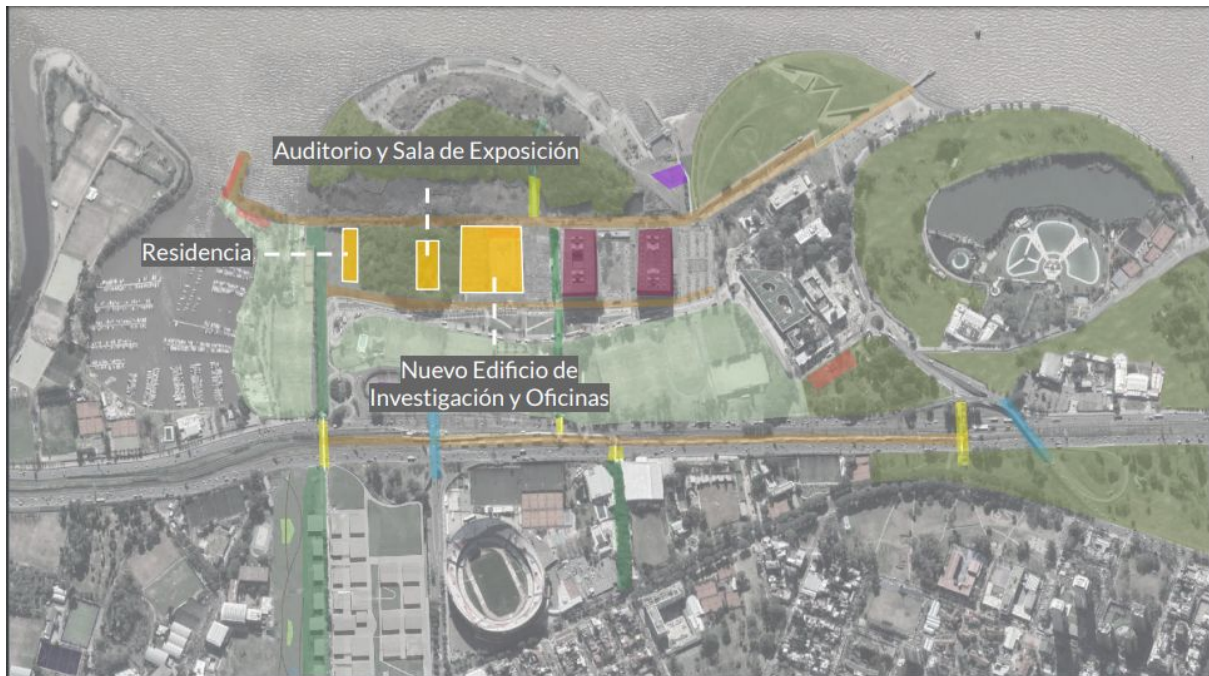 Auditorio y Sala de Exposición
Residencia
Nuevo Edificio de
Investigación y Oficinas